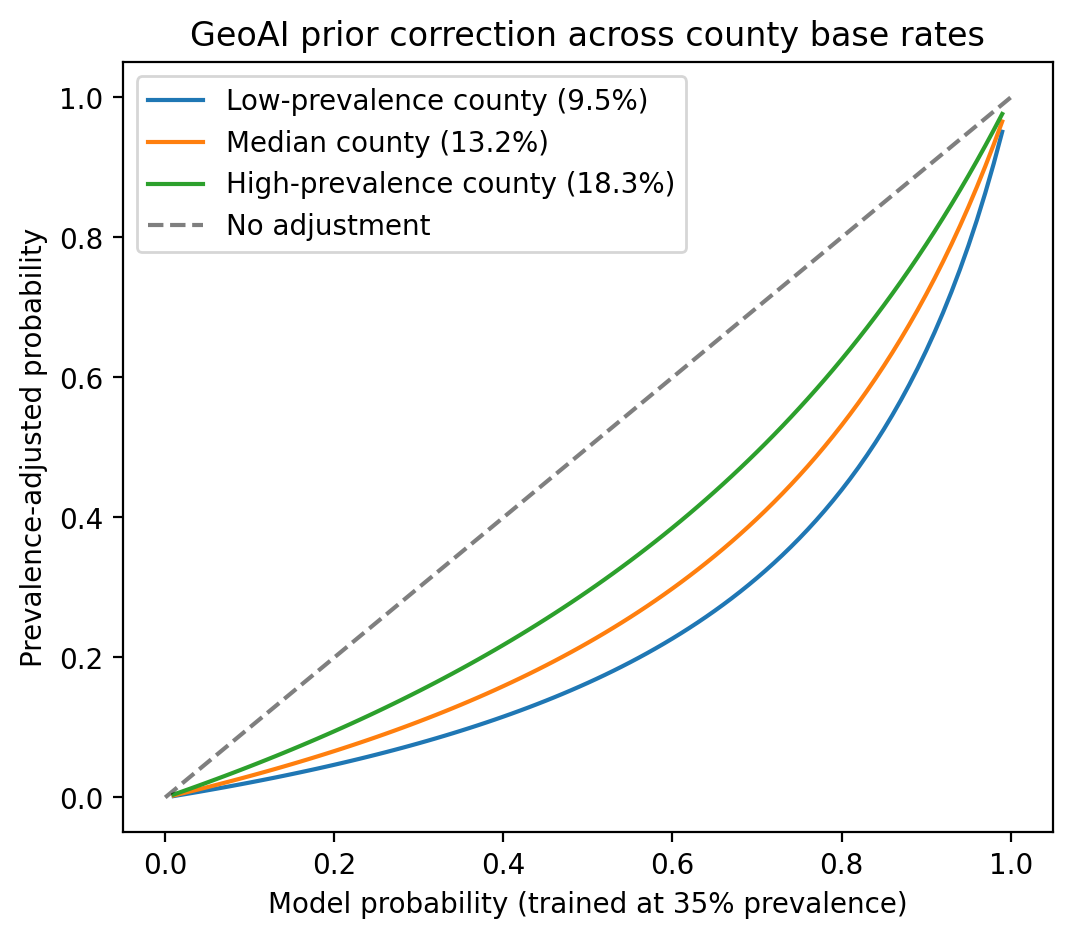 GeoAI prior correction across county base rates
Low-prevalence county (9.5%)
Median county (13.2%)
High-prevalence county (18.3%)
No adjustment
Prevalence-adjusted probability
1.0
0.8
0.6
0.4
0.2
0.0
0.0 0.2 0.4 0.6 0.8 1.0
Model probability (trained at 35% prevalence)